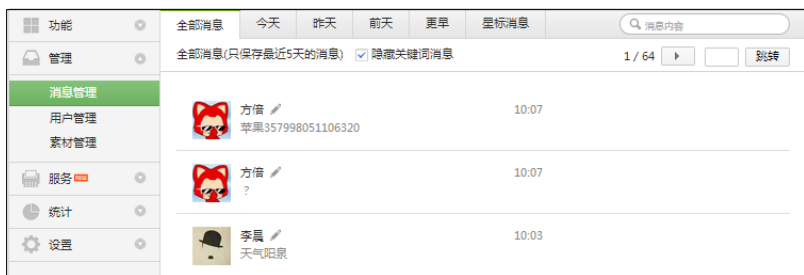 功能
管理
消息管理
用户管理
素材管理
服务 NEW
统计
设置
全部消息 今天 昨天 前天 更早 星标消息 消息内容
全部消息(只保存最近5天的消息) 隐藏关键词消息 1 / 64 跳转
方倍 10:07
苹果357998051106320
方倍 10:07
?
李晨 10:03
天气阳泉